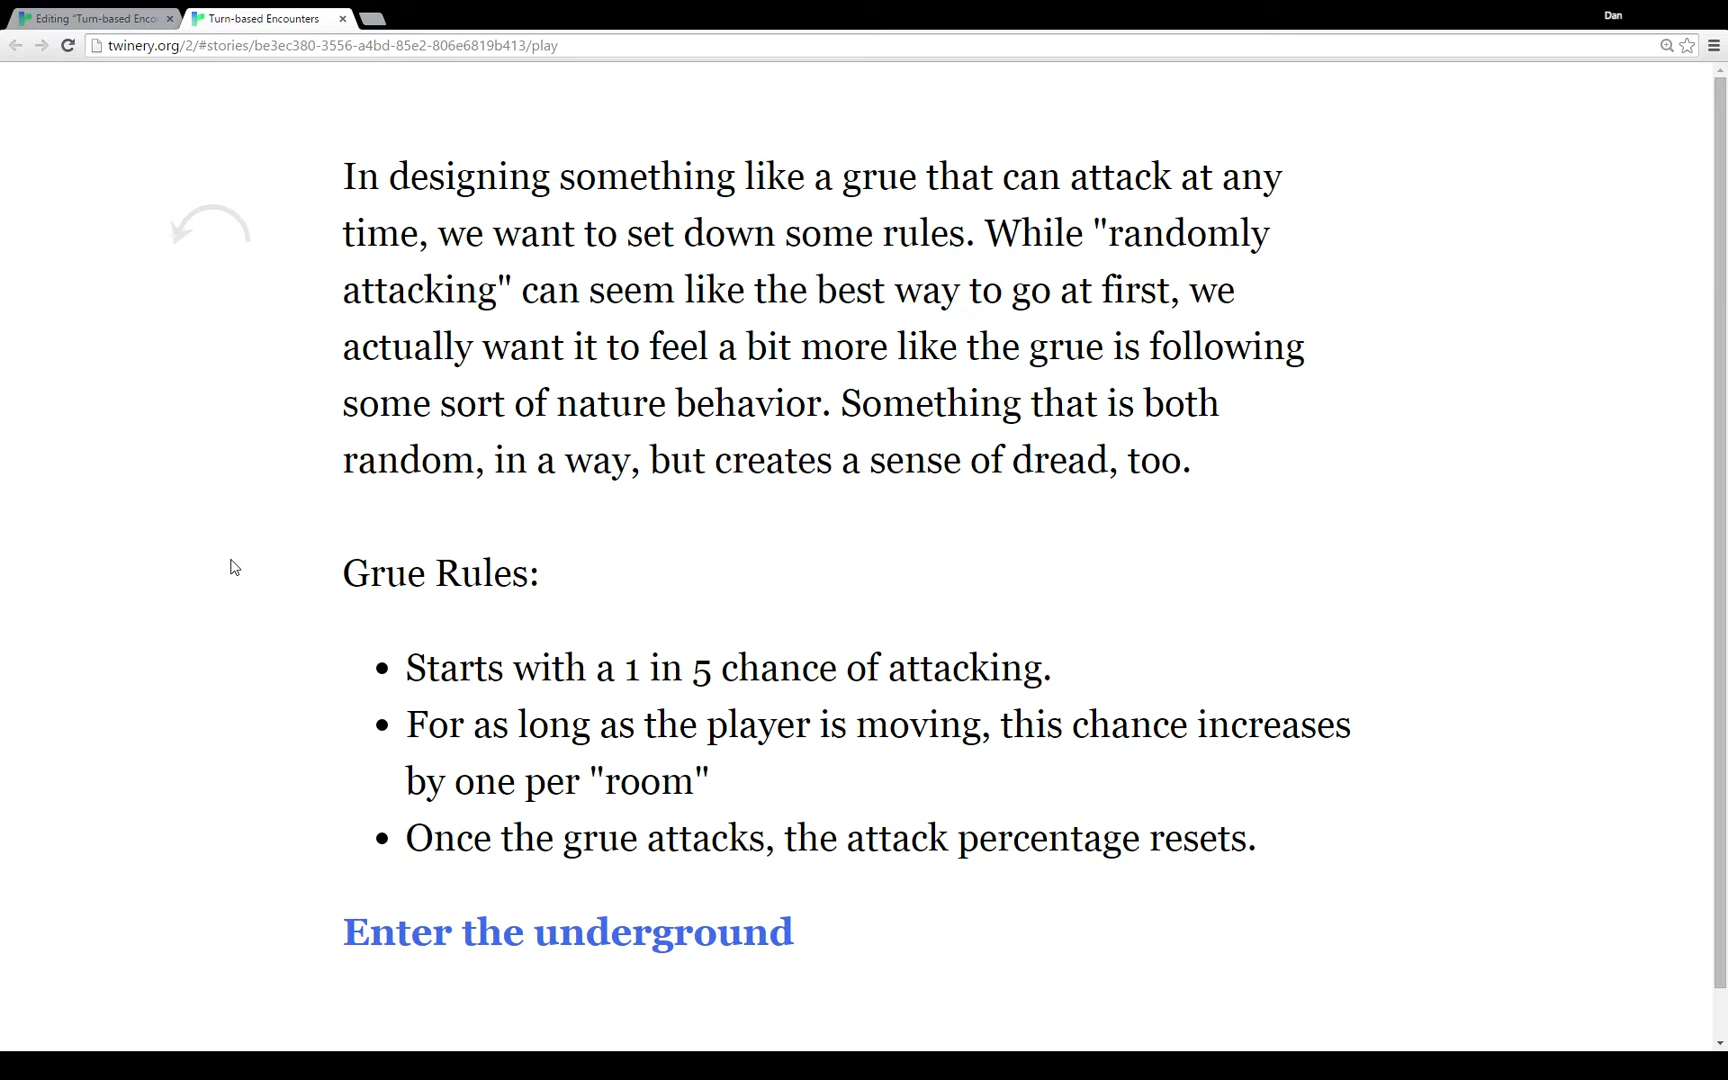 Editing "Turn-based Enco
Turn-based Encounters
Dan
twinery.org/2/#stories/be3ec380-3556-a4bd-85e2-806e6819b413/play
In designing something like a grue that can attack at any
time, we want to set down some rules. While "randomly
attacking" can seem like the best way to go at first, we
actually want it to feel a bit more like the grue is following
some sort of nature behavior. Something that is both
random, in a way, but creates a sense of dread, too.
Grue Rules:
• Starts with a 1 in 5 chance of attacking.
• For as long as the player is moving, this chance increases
by one per "room"
• Once the grue attacks, the attack percentage resets.
Enter the underground